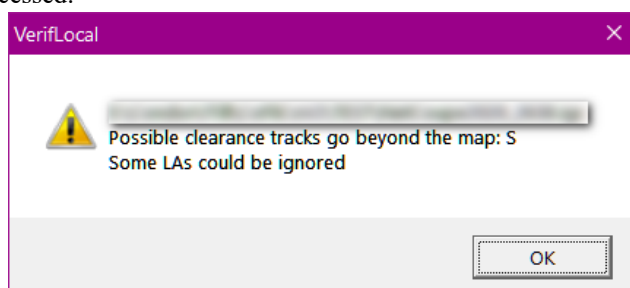 VerifLocal
Possible clearance tracks go beyond the map: S
Some LAs could be ignored
OK